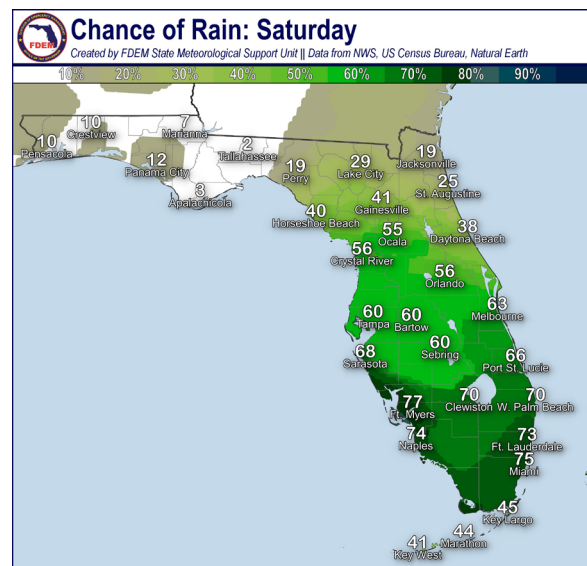 FDEM
Chance of Rain: Saturday
Created by FDEM State Meteorological Support Unit || Data from NWS, US Census Bureau, Natural Earth
10% 20% 30% 40% 50% 60% 70% 80% 90%
10
Pensacola
10
Crestview
7
Marianna
12
Panama City
3
Apalachicola
2
Tallahassee
19
Perry
29
Lake City
19
Jacksonville
25
St. Augustine
41
Gainesville
40
Horseshoe Beach
55
Ocala
38
Daytona Beach
56
Crystal River
56
Orlando
63
Melbourne
60
Tampa
60
Bartow
60
Sebring
68
Sarasota
66
Port St. Lucie
77
Ft. Myers
70
Clewiston
70
W. Palm Beach
74
Naples
73
Ft. Lauderdale
75
Miami
45
Key Largo
44
Marathon
41
Key West